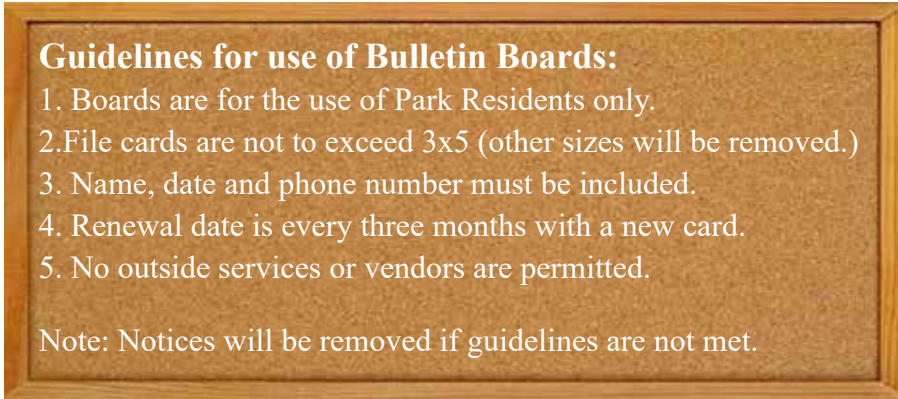 Guidelines for use of Bulletin Boards:
1. Boards are for the use of Park Residents only.
2.File cards are not to exceed 3x5 (other sizes will be removed.)
3. Name, date and phone number must be included.
4. Renewal date is every three months with a new card.
5. No outside services or vendors are permitted.
Note: Notices will be removed if guidelines are not met.